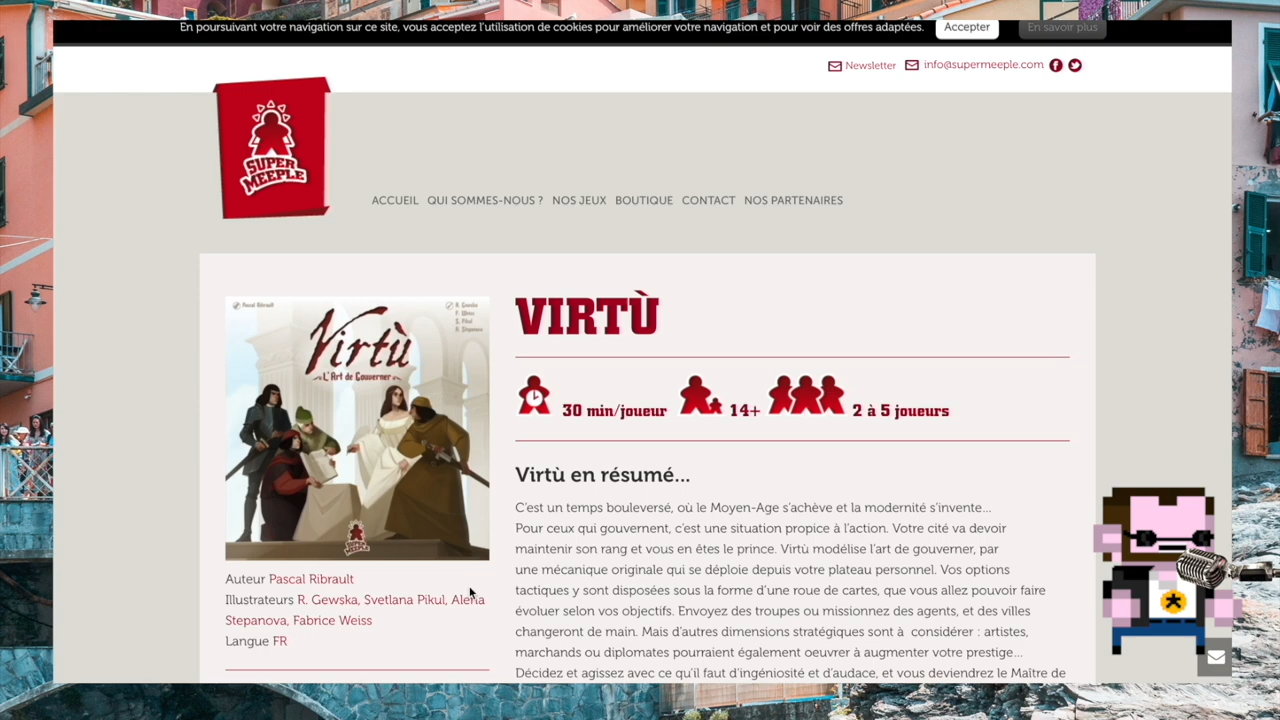 En poursuivant votre navigation sur ce site, vous acceptez l'utilisation de cookies pour améliorer votre navigation et pour voir des offres adaptées.
Accepter
En savoir plus
Newsletter
info@supermeeple.com
SUPER
MEEPLE
ACCUEIL QUI SOMMES-NOUS ? NOS JEUX BOUTIQUE CONTACT NOS PARTENAIRES
Pascal Ribrault
R. Gewska
F. Weiss
S. Pikul
A. Stepanova
Virtù
L'Art de Gouverner
SUPER
MEEPLE
Auteur Pascal Ribrault
Illustrateurs R. Gewska, Svetlana Pikul, Alena
Stepanova, Fabrice Weiss
Langue FR
VIRTÙ
30 min/joueur 14+ 2 à 5 joueurs
Virtù en résumé...
C'est un temps bouleversé, où le Moyen-Age s'achève et la modernité s'invente...
Pour ceux qui gouvernent, c'est une situation propice à l'action. Votre cité va devoir
maintenir son rang et vous en êtes le prince. Virtù modélise l'art de gouverner, par
une mécanique originale qui se déploie depuis votre plateau personnel. Vos options
tactiques y sont disposées sous la forme d'une roue de cartes, que vous allez pouvoir faire
évoluer selon vos objectifs. Envoyez des troupes ou missionnez des agents, et des villes
changeront de main. Mais d'autres dimensions stratégiques sont à considérer : artistes,
marchands ou diplomates pourraient également oeuvrer à augmenter votre prestige...
Décidez et agissez avec ce qu'il faut d'ingéniosité et d'audace, et vous deviendrez le Maître de